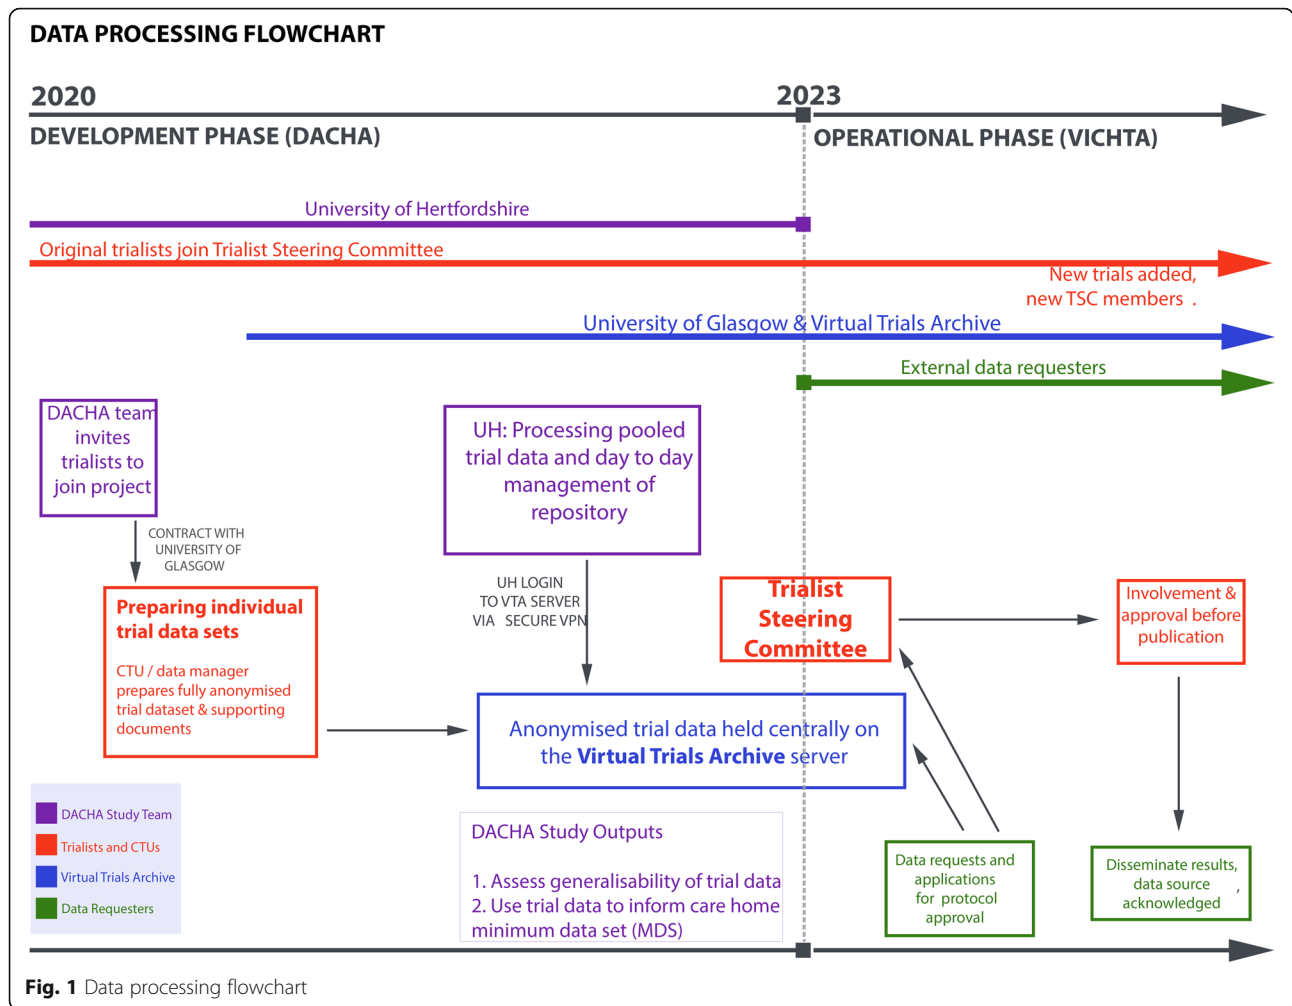 DATA PROCESSING FLOWCHART
2020
2023
DEVELOPMENT PHASE (DACHA)
OPERATIONAL PHASE (VICHTA)
University of Hertfordshire
Original trialists join Trialist Steering Committee
New trials added,
new TSC members .
University of Glasgow & Virtual Trials Archive
External data requesters
DACHA team
invites
trialists to
join project
UH: Processing pooled
trial data and day to day
management of
repository
CONTRACT WITH
UNIVERSITY OF
GLASGOW
UH LOGIN
TO VTA SERVER
VIA SECURE VPN
Preparing individual
trial data sets
CTU / data manager
prepares fully anonymised
trial dataset & supporting
documents
Trialist
Steering
Committee
Involvement &
approval before
publication
Anonymised trial data held centrally on
the Virtual Trials Archive server
DACHA Study Team
Trialists and CTUs
Virtual Trials Archive
Data Requesters
DACHA Study Outputs
1. Assess generalisability of trial data
2. Use trial data to inform care home
minimum data set (MDS)
Data requests and
applications
for protocol
approval
Disseminate results,
data source ,
acknowledged
Fig. 1 Data processing flowchart